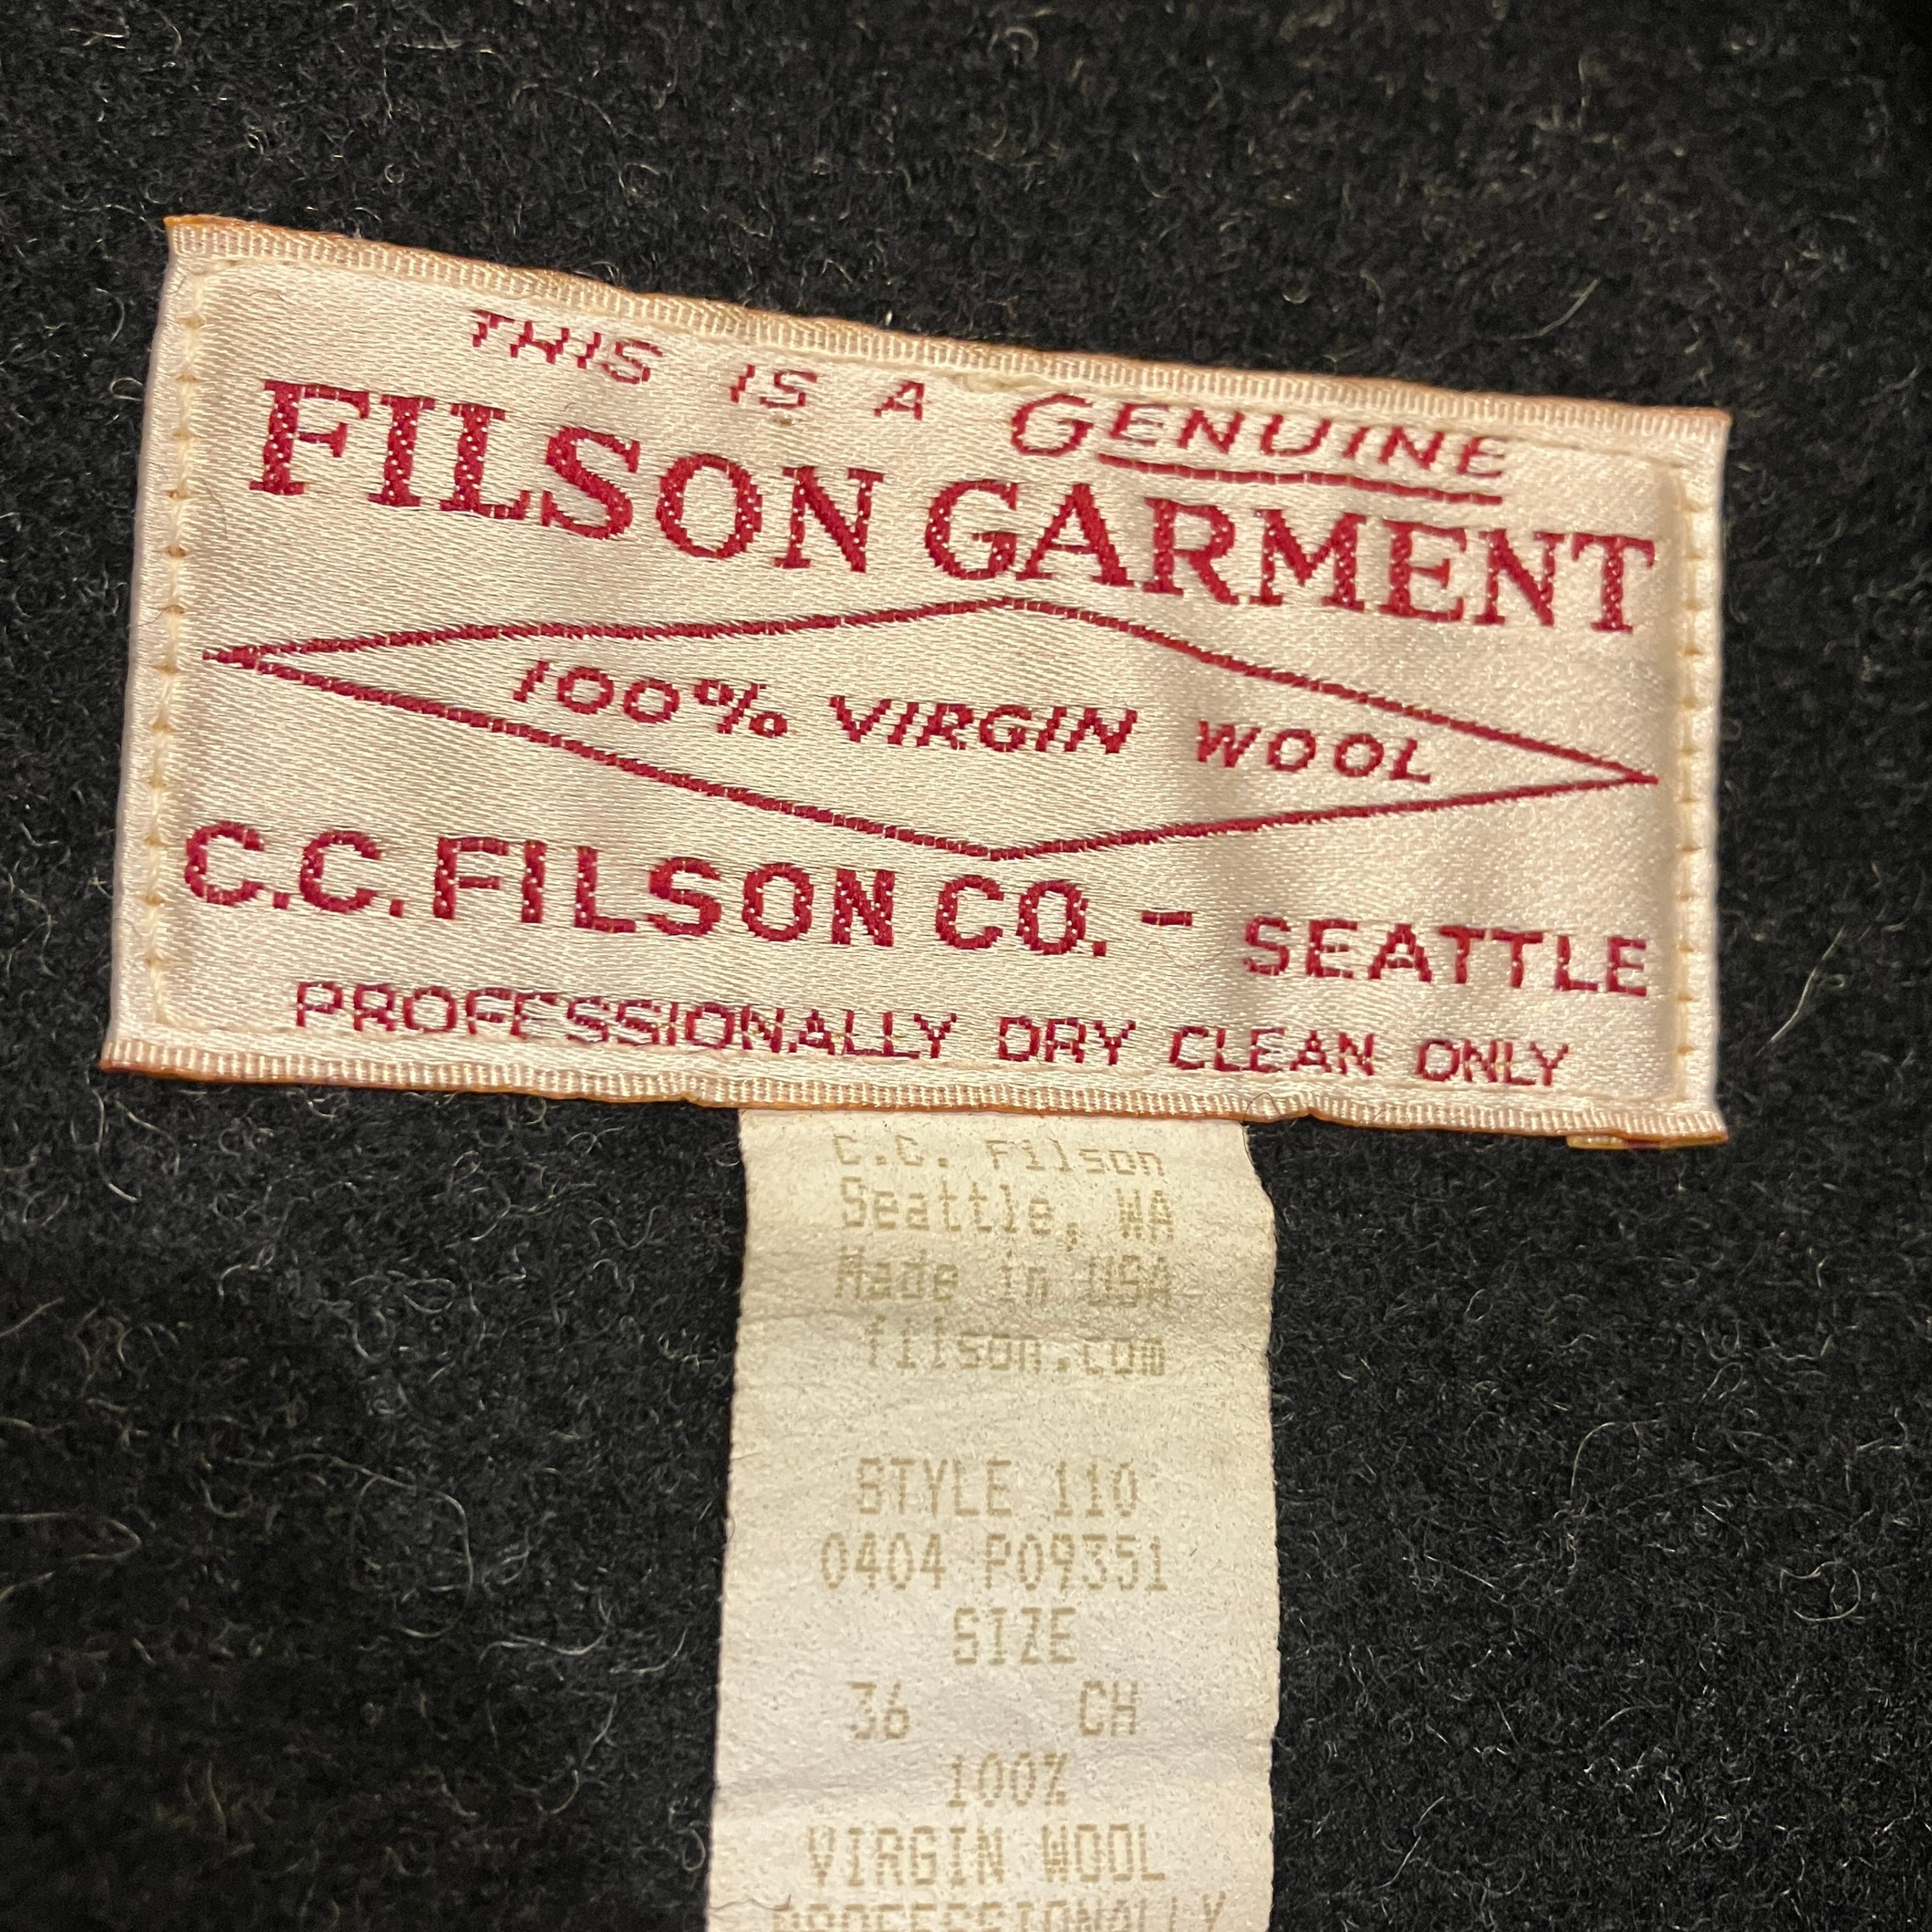 THIS IS A GENUINE
FILSON GARMENT
100% VIRGIN WOOL
C.C. FILSON CO. - SEATTLE
PROFESSIONALLY DRY CLEAN ONLY
C.C. Filson
Seattle, WA
Made in USA
filson.com
STYLE 110
0404 P09351
SIZE
36 CH
100%
VIRGIN WOOL
PROFESSIONALLY